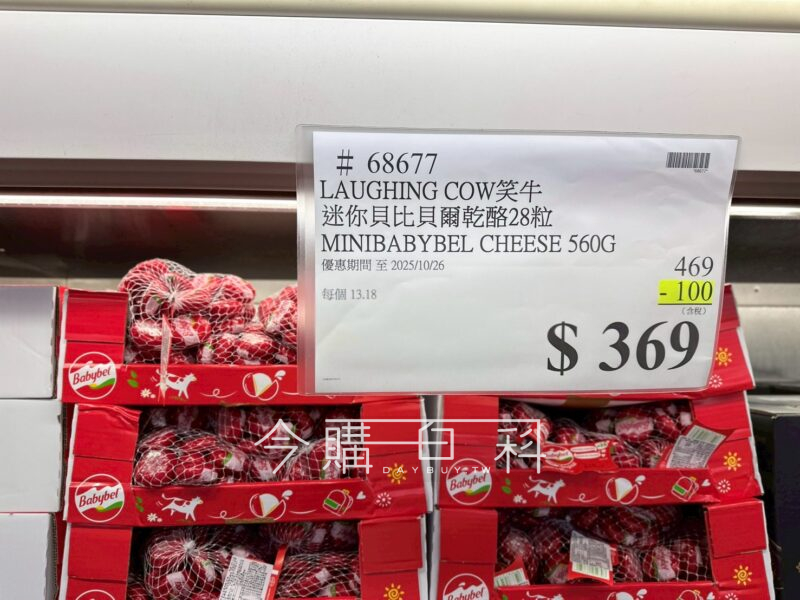 # 68677
LAUGHING COW笑牛
迷你貝比貝爾乾酪28粒
MINIBABYBEL CHEESE 560G
優惠期間 至 2025/10/26
469
每個 13.18
- 100
(含稅)
$ 369
Babybel
Babybel
Babybel
Babybel
今購百科
DAYBUY.TW